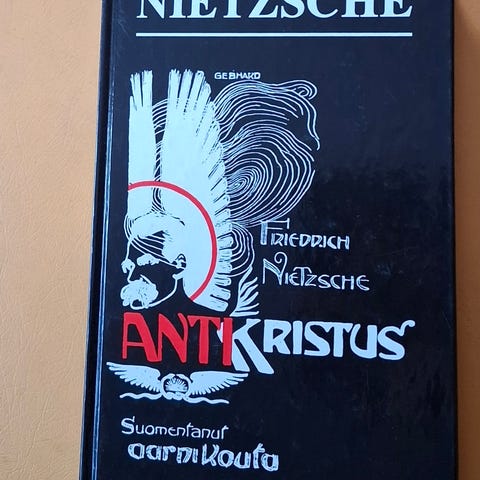 NIETZSCHE
GEBHARD
FRIEDRICH
NIETZSCHE
ANTIKRISTUS
SUOMENTANUT
aarni Kouta